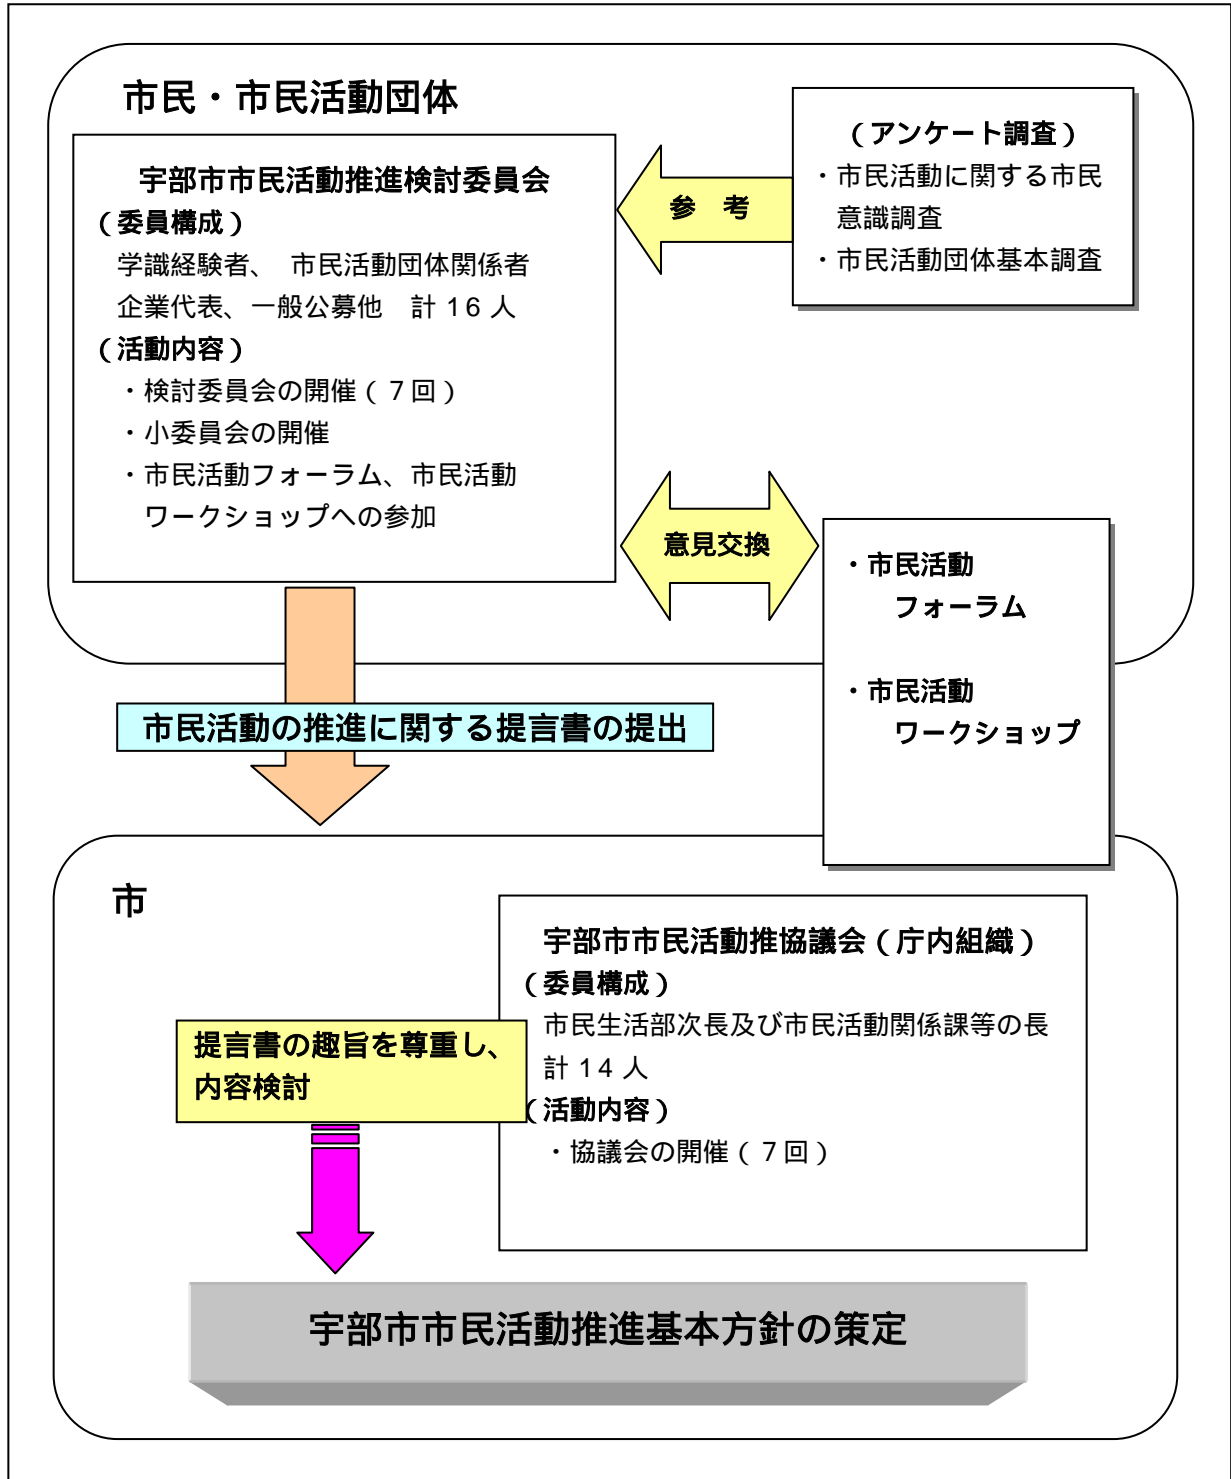 市民・市民活動団体
宇部市市民活動推進検討委員会
（委員構成）
学識経験者、　市民活動団体関係者
企業代表、一般公募他　計 16 人
（活動内容）
・検討委員会の開催（７回）
・小委員会の開催
・市民活動フォーラム、市民活動
ワークショップへの参加
参　考
（アンケート調査）
・市民活動に関する市民
意識調査
・市民活動団体基本調査
意見交換
・市民活動
フォーラム
・市民活動
ワークショップ
市民活動の推進に関する提言書の提出
市
宇部市市民活動推協議会（庁内組織）
（委員構成）
市民生活部次長及び市民活動関係課等の長
計 14 人
（活動内容）
・協議会の開催（７回）
提言書の趣旨を尊重し、
内容検討
宇部市市民活動推進基本方針の策定